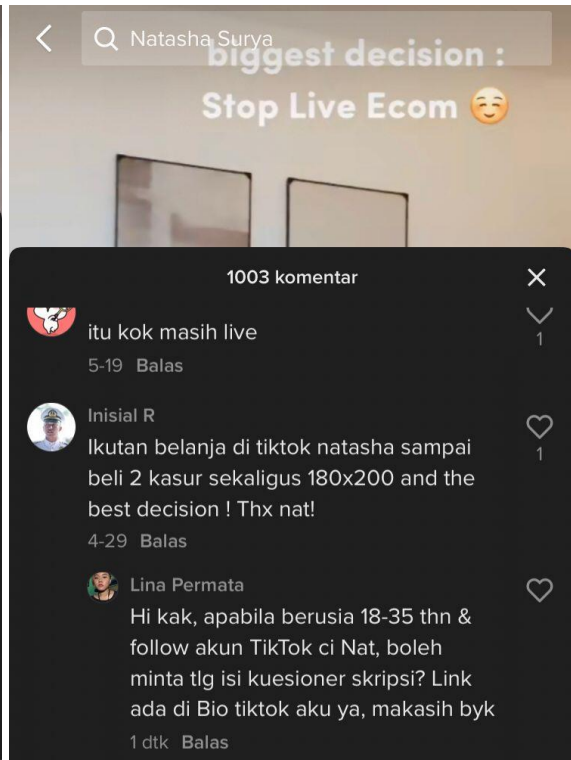 Natasha Surya
biggest decision :
Stop Live Ecom ☺️
1003 komentar
itu kok masih live
1
5-19 Balas
Inisial R
Ikutan belanja di tiktok natasha sampai
beli 2 kasur sekaligus 180x200 and the
best decision ! Thx nat!
1
4-29 Balas
Lina Permata
Hi kak, apabila berusia 18-35 thn &
follow akun TikTok ci Nat, boleh
minta tlg isi kuesioner skripsi? Link
ada di Bio tiktok aku ya, makasih byk
1 dtk Balas